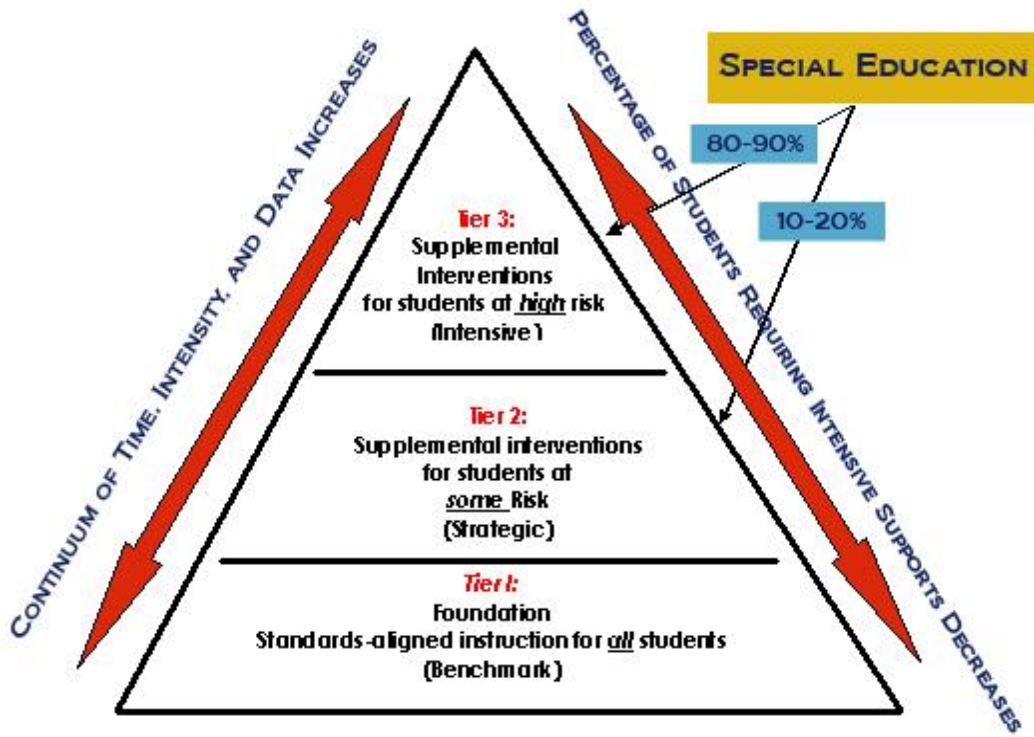 CONTINUUM OF TIME, INTENSITY, AND DATA INCREASES
PERCENTAGE OF STUDENTS REQUIRING INTENSIVE SUPPORTS DECREASES
SPECIAL EDUCATION
80-90%
10-20%
Tier 3:
Supplemental
Interventions
for students at high risk
(Intensive)
Tier 2:
Supplemental interventions
for students at
some Risk
(Strategic)
Tier I:
Foundation
Standards-aligned instruction for all students
(Benchmark)